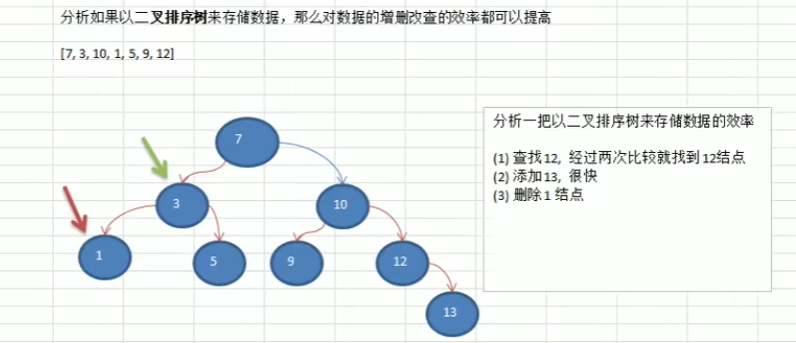 分析如果以二叉排序树来存储数据，那么对数据的增删改查的效率都可以提高
[7, 3, 10, 1, 5, 9, 12]
分析一把以二叉排序树来存储数据的效率
(1) 查找12, 经过两次比较就找到12结点
(2) 添加13, 很快
(3) 删除1 结点
7
3
10
1
5
9
12
13